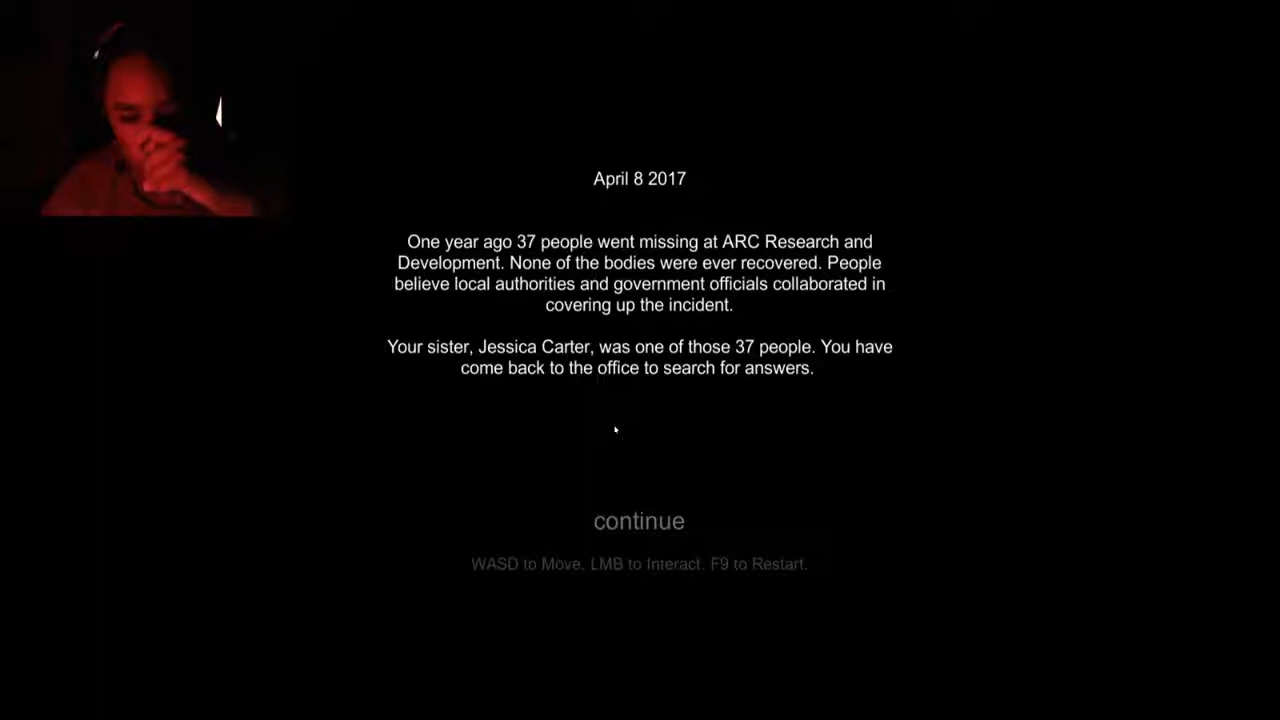 April 8 2017
One year ago 37 people went missing at ARC Research and
Development. None of the bodies were ever recovered. People
believe local authorities and government officials collaborated in
covering up the incident.
Your sister, Jessica Carter, was one of those 37 people. You have
come back to the office to search for answers.
continue
WASD to Move. LMB to Interact. F9 to Restart.